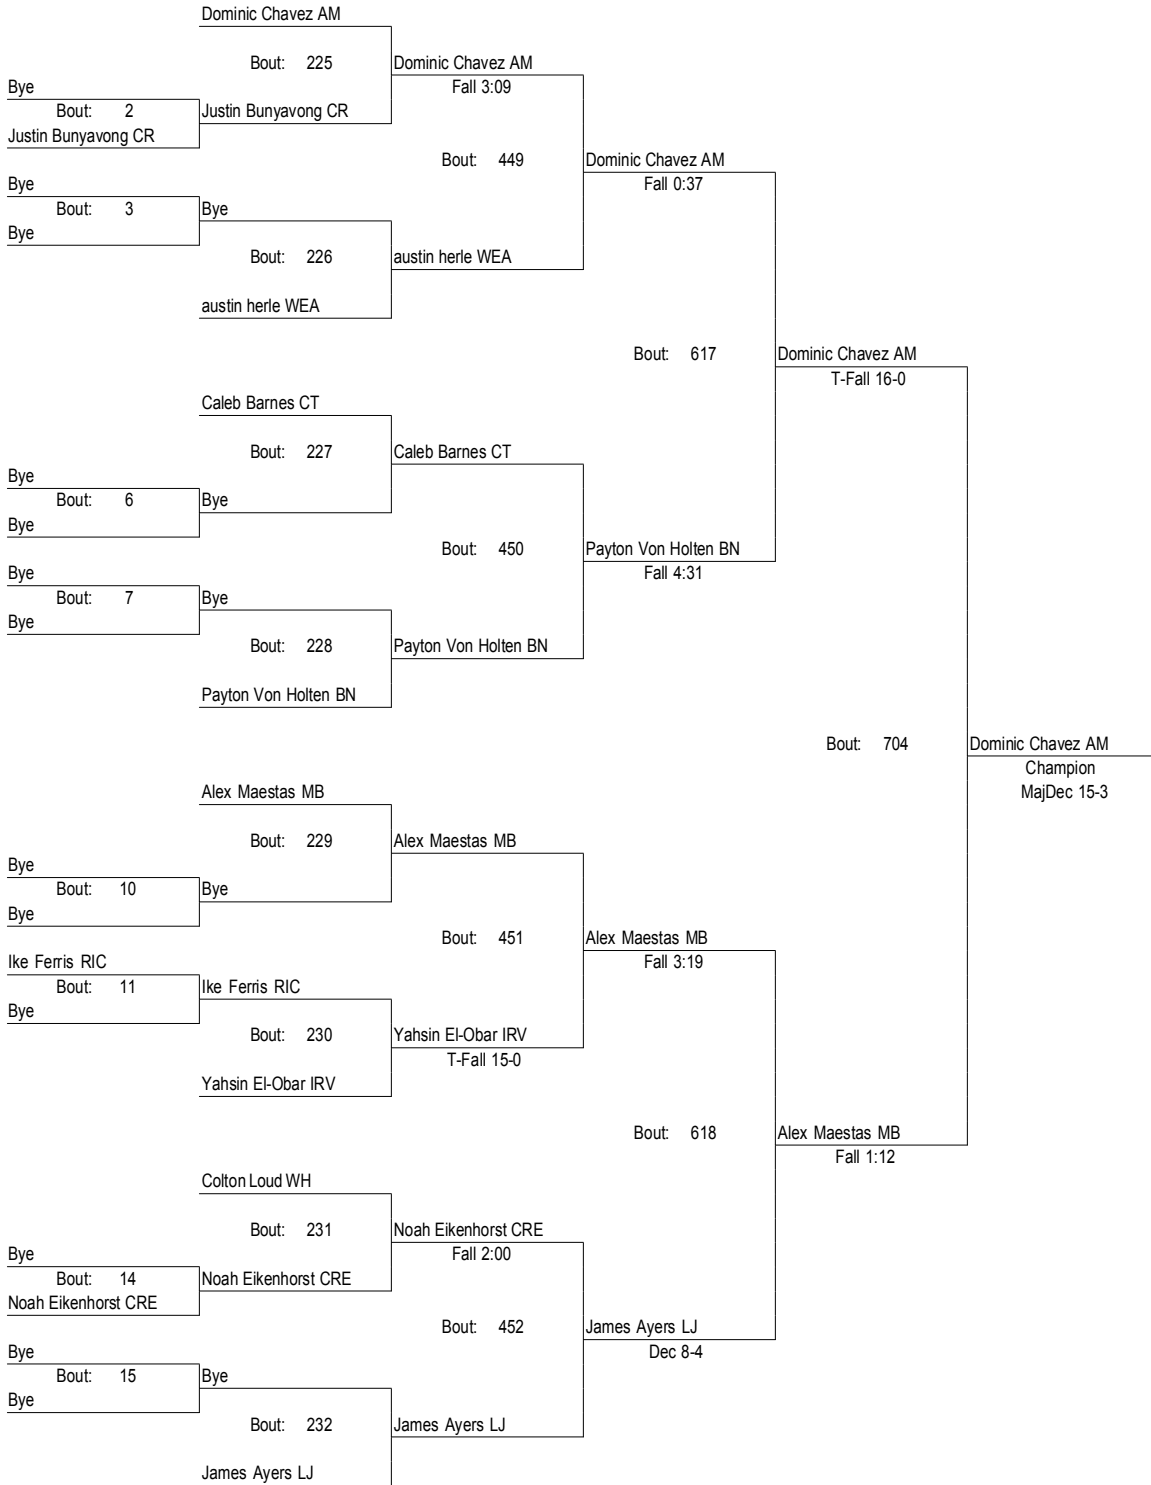 Dominic Chavez AM
Bout: 225
Dominic Chavez AM
Bye
Fall 3:09
Bout: 2
Justin Bunyavong CR
Justin Bunyavong CR
Bout: 449
Dominic Chavez AM
Bye
Fall 0:37
Bout: 3
Bye
Bye
Bout: 226
austin herle WEA
austin herle WEA
Bout: 617
Dominic Chavez AM
T-Fall 16-0
Caleb Barnes CT
Bout: 227
Caleb Barnes CT
Bye
Bout: 6
Bye
Bye
Bout: 450
Payton Von Holten BN
Bye
Fall 4:31
Bout: 7
Bye
Bye
Bout: 228
Payton Von Holten BN
Payton Von Holten BN
Bout: 704
Dominic Chavez AM
Champion
MajDec 15-3
Alex Maestas MB
Bout: 229
Alex Maestas MB
Bye
Bout: 10
Bye
Bye
Bout: 451
Alex Maestas MB
Ike Ferris RIC
Fall 3:19
Bout: 11
Ike Ferris RIC
Bye
Bout: 230
Yahsin El-Obar IRV
T-Fall 15-0
Yahsin El-Obar IRV
Bout: 618
Alex Maestas MB
Fall 1:12
Colton Loud WH
Bout: 231
Noah Eikenhorst CRE
Bye
Fall 2:00
Bout: 14
Noah Eikenhorst CRE
Noah Eikenhorst CRE
Bout: 452
James Ayers LJ
Bye
Dec 8-4
Bout: 15
Bye
Bye
Bout: 232
James Ayers LJ
James Ayers LJ